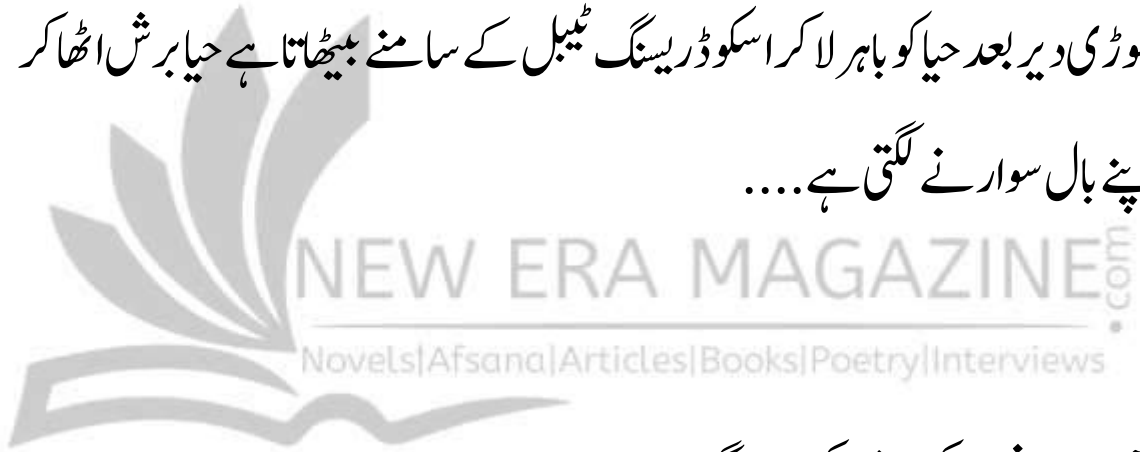 وڑی دیر بعد حیا کو باہر لا کر اسکو ڈریسنگ ٹیبل کے سامنے بیٹھاتا ہے حیا برش اٹھا کر
پنے بال سوارنے لگتی ہے....
NEW ERA MAGAZINE.com
Novels|Afsana|Articles|Books|Poetry|Interviews